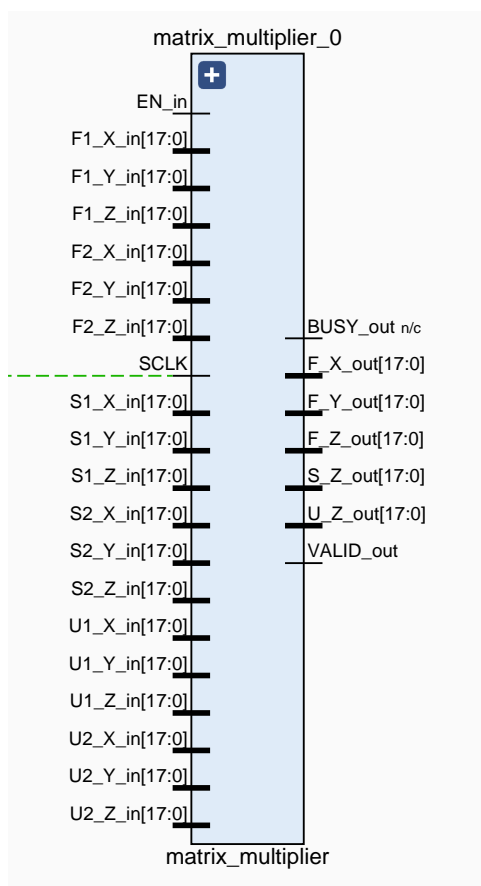 matrix_multiplier_0
EN_in
F1_X_in[17:0]
F1_Y_in[17:0]
F1_Z_in[17:0]
F2_X_in[17:0]
F2_Y_in[17:0]
F2_Z_in[17:0]
SCLK
S1_X_in[17:0]
S1_Y_in[17:0]
S1_Z_in[17:0]
S2_X_in[17:0]
S2_Y_in[17:0]
S2_Z_in[17:0]
U1_X_in[17:0]
U1_Y_in[17:0]
U1_Z_in[17:0]
U2_X_in[17:0]
U2_Y_in[17:0]
U2_Z_in[17:0]
BUSY_out n/c
F_X_out[17:0]
F_Y_out[17:0]
F_Z_out[17:0]
S_Z_out[17:0]
U_Z_out[17:0]
VALID_out
matrix_multiplier